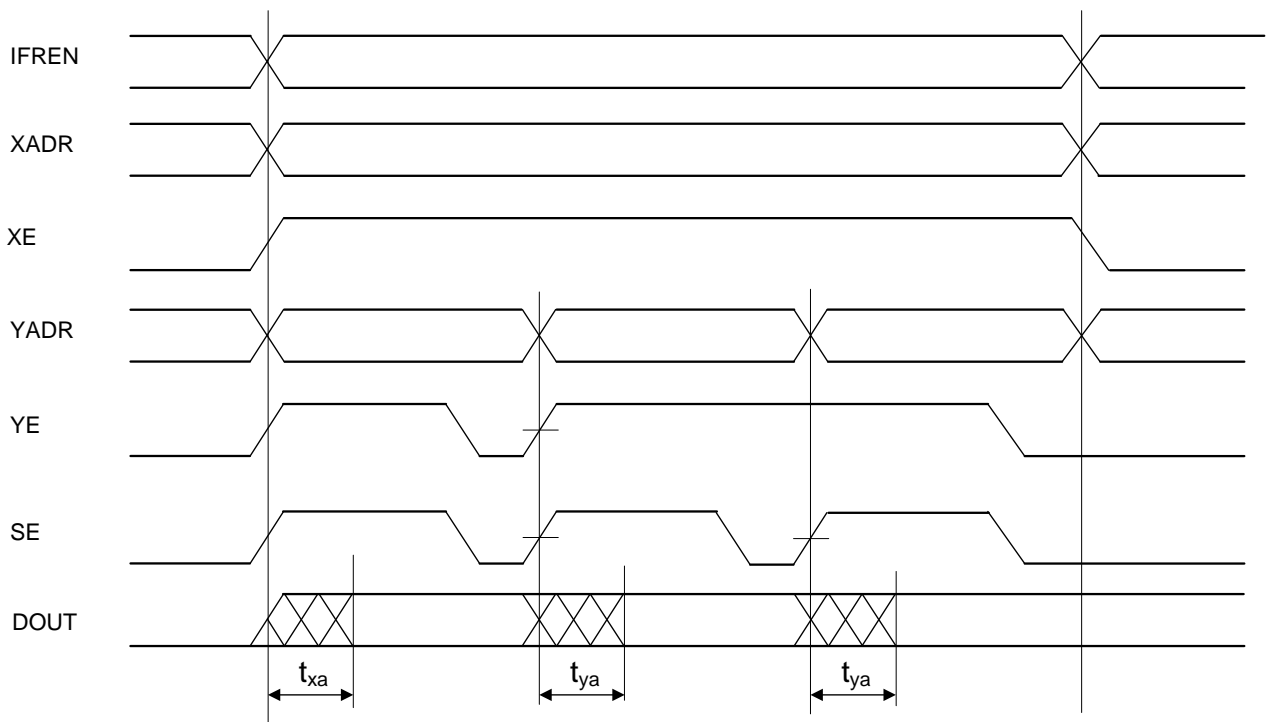 IFREN
XADR
XE
YADR
YE
SE
DOUT
txa
tya
tya